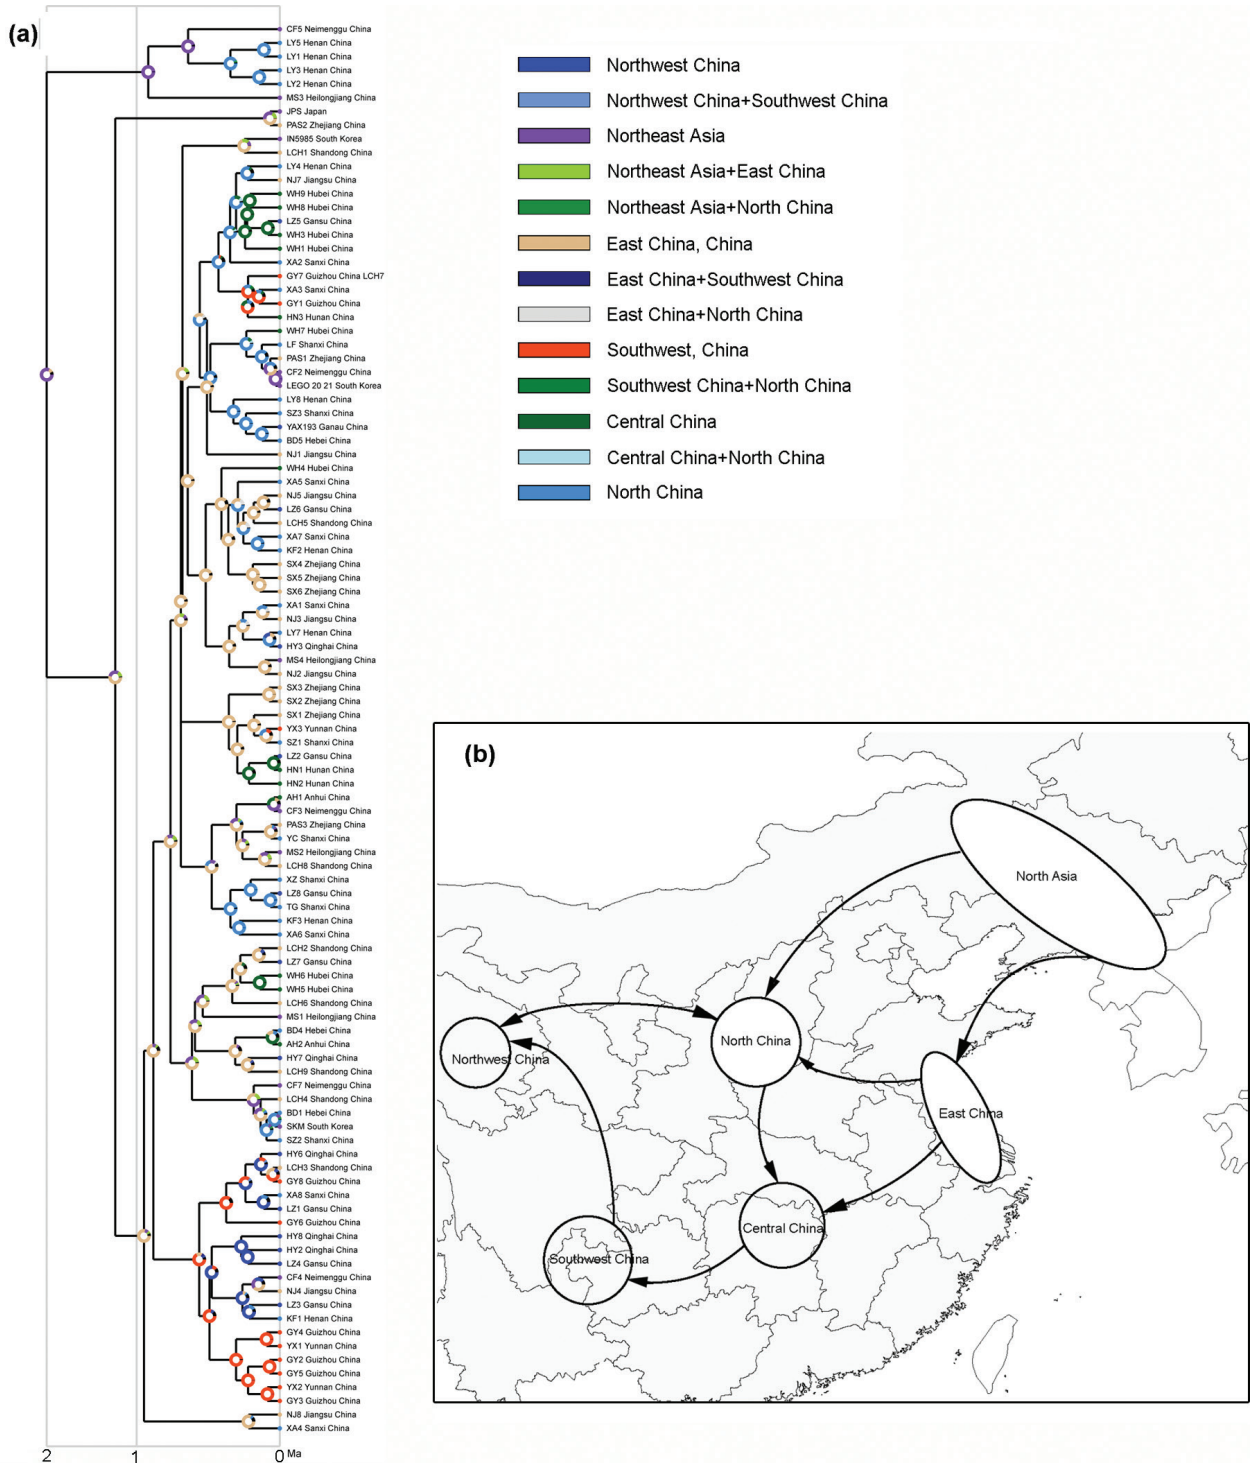 (a)
CF5 Neimenggu China
LY5 Henan China
LY1 Henan China
LY3 Henan China
LY2 Henan China
MS3 Heilongjiang China
JPS Japan
PAS2 Zhejiang China
IN5985 South Korea
LCH1 Shandong China
LY4 Henan China
NJ7 Jiangsu China
WH9 Hubei China
WH8 Hubei China
LZ5 Gansu China
WH3 Hubei China
WH1 Hubei China
XA2 Sanxi China
GY7 Guizhou China LCH7
XA3 Sanxi China
GY1 Guizhou China
HN3 Hunan China
WH7 Hubei China
LF Shanxi China
PAS1 Zhejiang China
CF2 Neimenggu China
LEGO 20 21 South Korea
LY8 Henan China
SZ3 Shanxi China
YAX193 Ganau China
BD5 Hebei China
NJ1 Jiangsu China
WH4 Hubei China
XA5 Sanxi China
NJ5 Jiangsu China
LZ6 Gansu China
LCH5 Shandong China
XA7 Sanxi China
KF2 Henan China
SX4 Zhejiang China
SX5 Zhejiang China
SX6 Zhejiang China
XA1 Sanxi China
NJ3 Jiangsu China
LY7 Henan China
HY3 Qinghai China
MS4 Heilongjiang China
NJ2 Jiangsu China
SX3 Zhejiang China
SX2 Zhejiang China
SX1 Zhejiang China
YX3 Yunnan China
SZ1 Shanxi China
LZ2 Gansu China
HN1 Hunan China
HN2 Hunan China
AH1 Anhui China
CF3 Neimenggu China
PAS3 Zhejiang China
YC Shanxi China
MS2 Heilongjiang China
LCH8 Shandong China
XZ Shanxi China
LZ8 Gansu China
TG Shanxi China
KF3 Henan China
XA6 Sanxi China
LCH2 Shandong China
LZ7 Gansu China
WH6 Hubei China
WH5 Hubei China
LCH6 Shandong China
MS1 Heilongjiang China
BD4 Hebei China
AH2 Anhui China
HY7 Qinghai China
LCH9 Shandong China
CF7 Neimenggu China
LCH4 Shandong China
BD1 Hebei China
SKM South Korea
SZ2 Shanxi China
HY6 Qinghai China
LCH3 Shandong China
GY8 Guizhou China
XA8 Sanxi China
LZ1 Gansu China
GY6 Guizhou China
HY8 Qinghai China
HY2 Qinghai China
LZ4 Gansu China
CF4 Neimenggu China
NJ4 Jiangsu China
LZ3 Gansu China
KF1 Henan China
GY4 Guizhou China
YX1 Yunnan China
GY2 Guizhou China
GY5 Guizhou China
YX2 Yunnan China
GY3 Guizhou China
NJ8 Jiangsu China
XA4 Sanxi China
2 1 0 Ma
Northwest China
Northwest China+Southwest China
Northeast Asia
Northeast Asia+East China
Northeast Asia+North China
East China, China
East China+Southwest China
East China+North China
Southwest, China
Southwest China+North China
Central China
Central China+North China
North China
(b)
North Asia
North China
Northwest China
East China
Central China
Southwest China